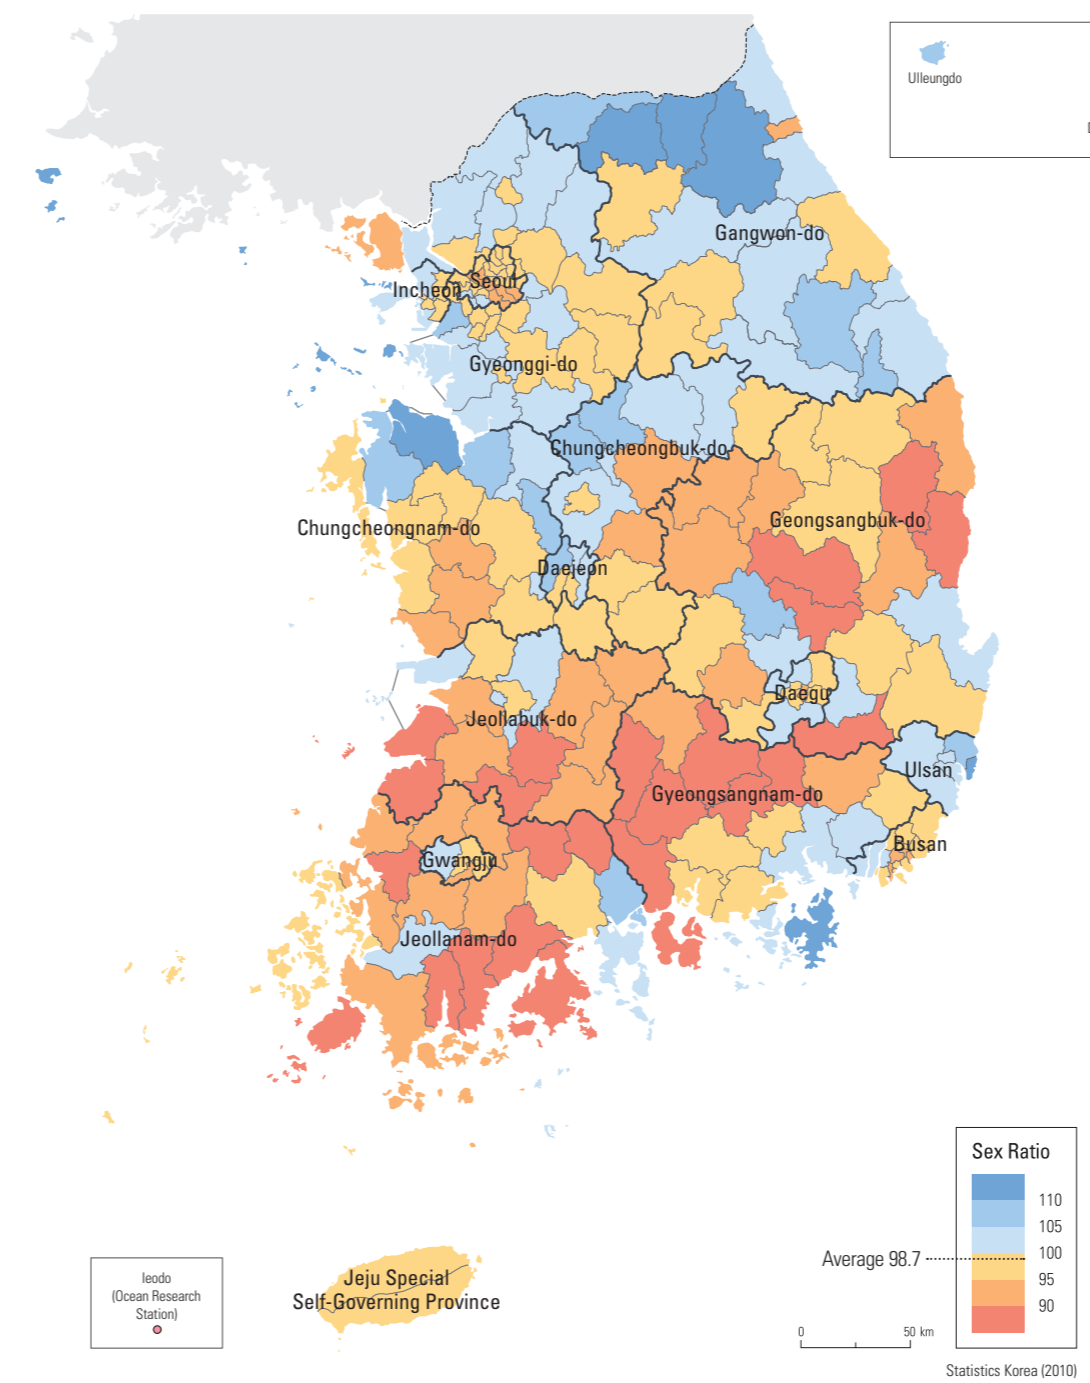 Ulleungdo
D
Gangwon-do
Seoul
Incheon
Gyeonggi-do
Chungcheongbuk-do
Geongsangbuk-do
Chungcheongnam-do
Daejeon
Daegu
Jeollabuk-do
Ulsan
Gyeongsangnam-do
Busan
Gwangju
Jeollanam-do
Sex Ratio
110
105
100
Average 98.7
95
90
Ieodo
(Ocean Research
Station)
Jeju Special
Self-Governing Province
0 50 km
Statistics Korea (2010)